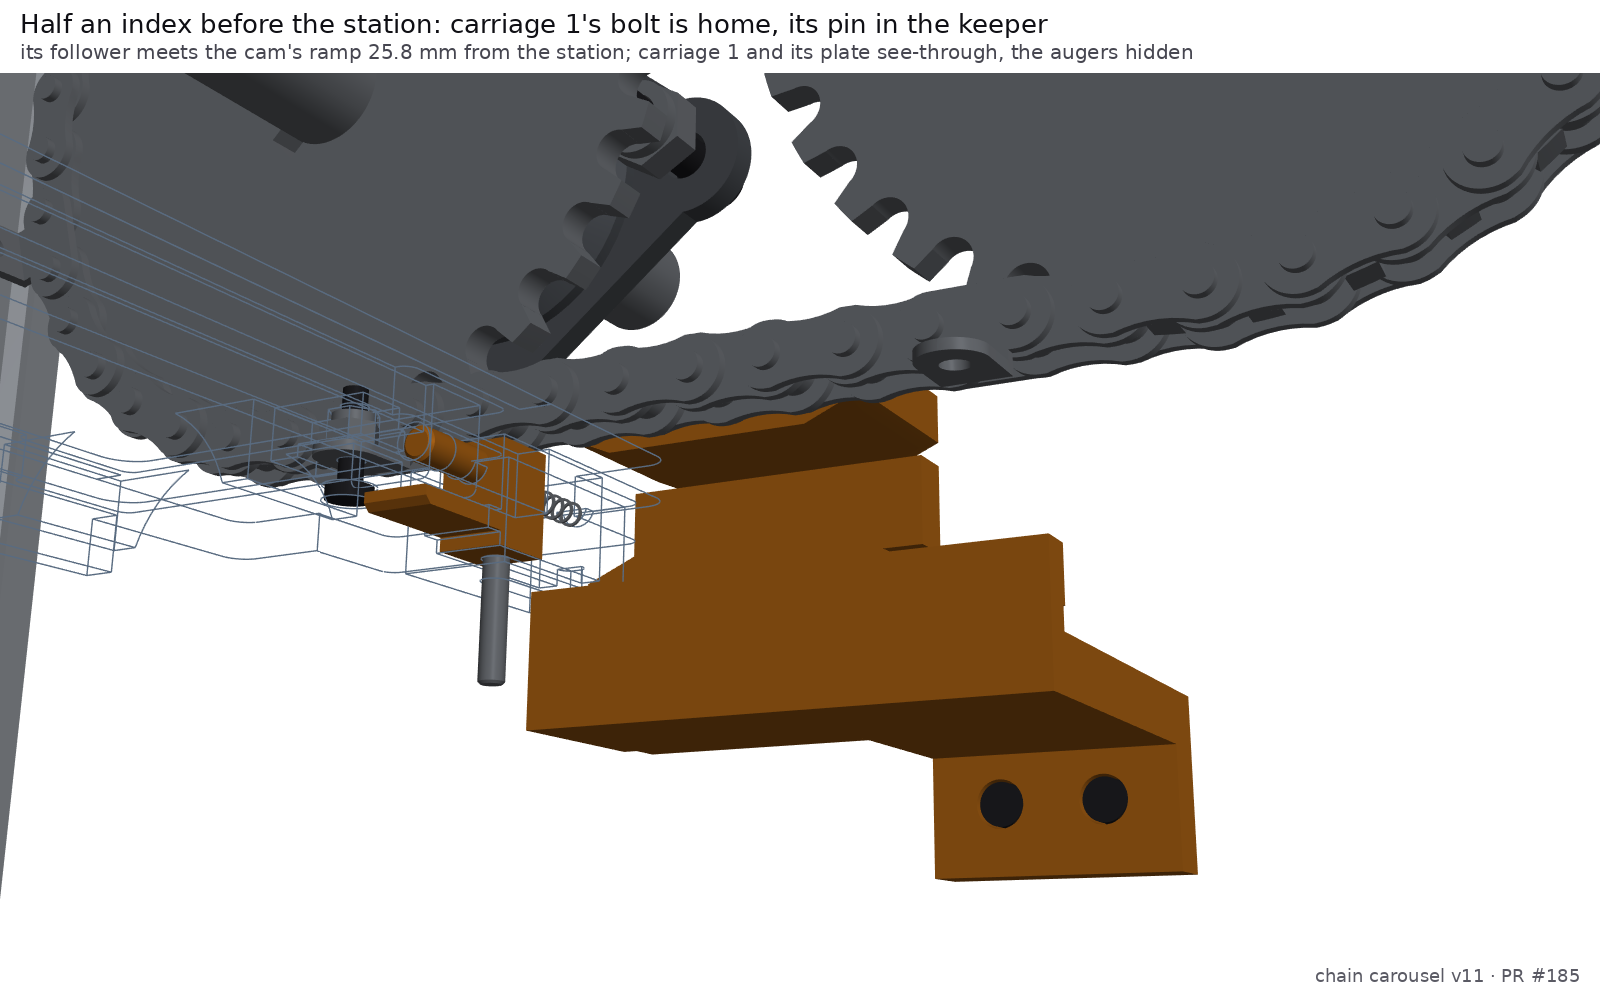 Half an index before the station: carriage 1's bolt is home, its pin in the keeper
its follower meets the cam's ramp 25.8 mm from the station; carriage 1 and its plate see-through, the augers hidden
chain carousel v11 · PR #185